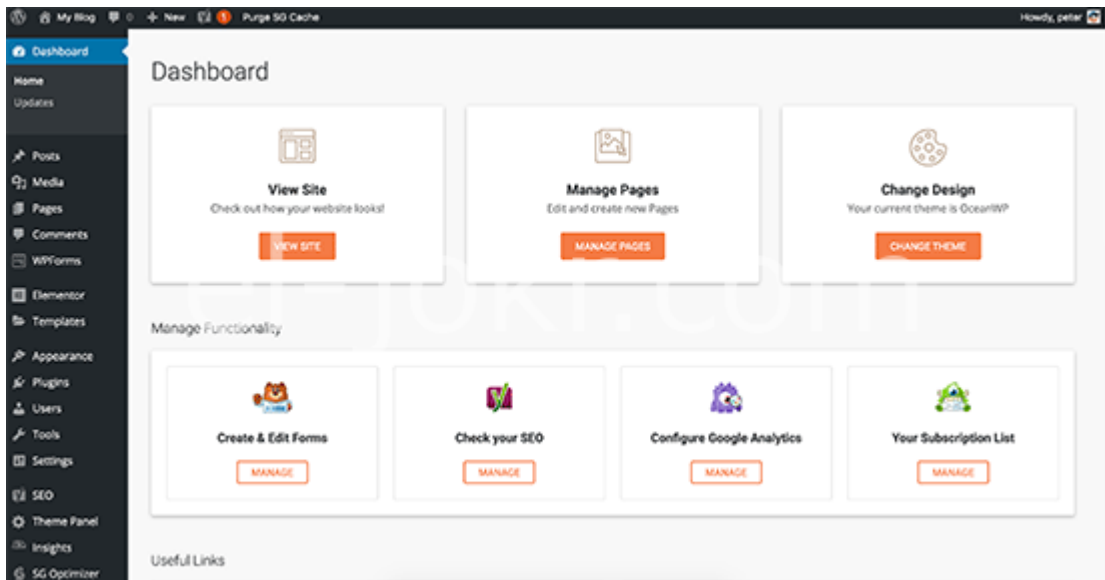 My Blog 0 + New 1 Purge SG Cache Howdy, peter
Dashboard
Home
Updates
Posts
Media
Pages
Comments
WPForms
Elementor
Templates
Appearance
Plugins
Users
Tools
Settings
SEO
Theme Panel
Insights
SG Optimizer
Dashboard
View Site
Check out how your website looks!
VIEW SITE
Manage Pages
Edit and create new Pages
MANAGE PAGES
Change Design
Your current theme is OceanWP
CHANGE THEME
Manage Functionality
Create & Edit Forms
MANAGE
Check your SEO
MANAGE
Configure Google Analytics
MANAGE
Your Subscription List
MANAGE
Useful Links
el-joki.com